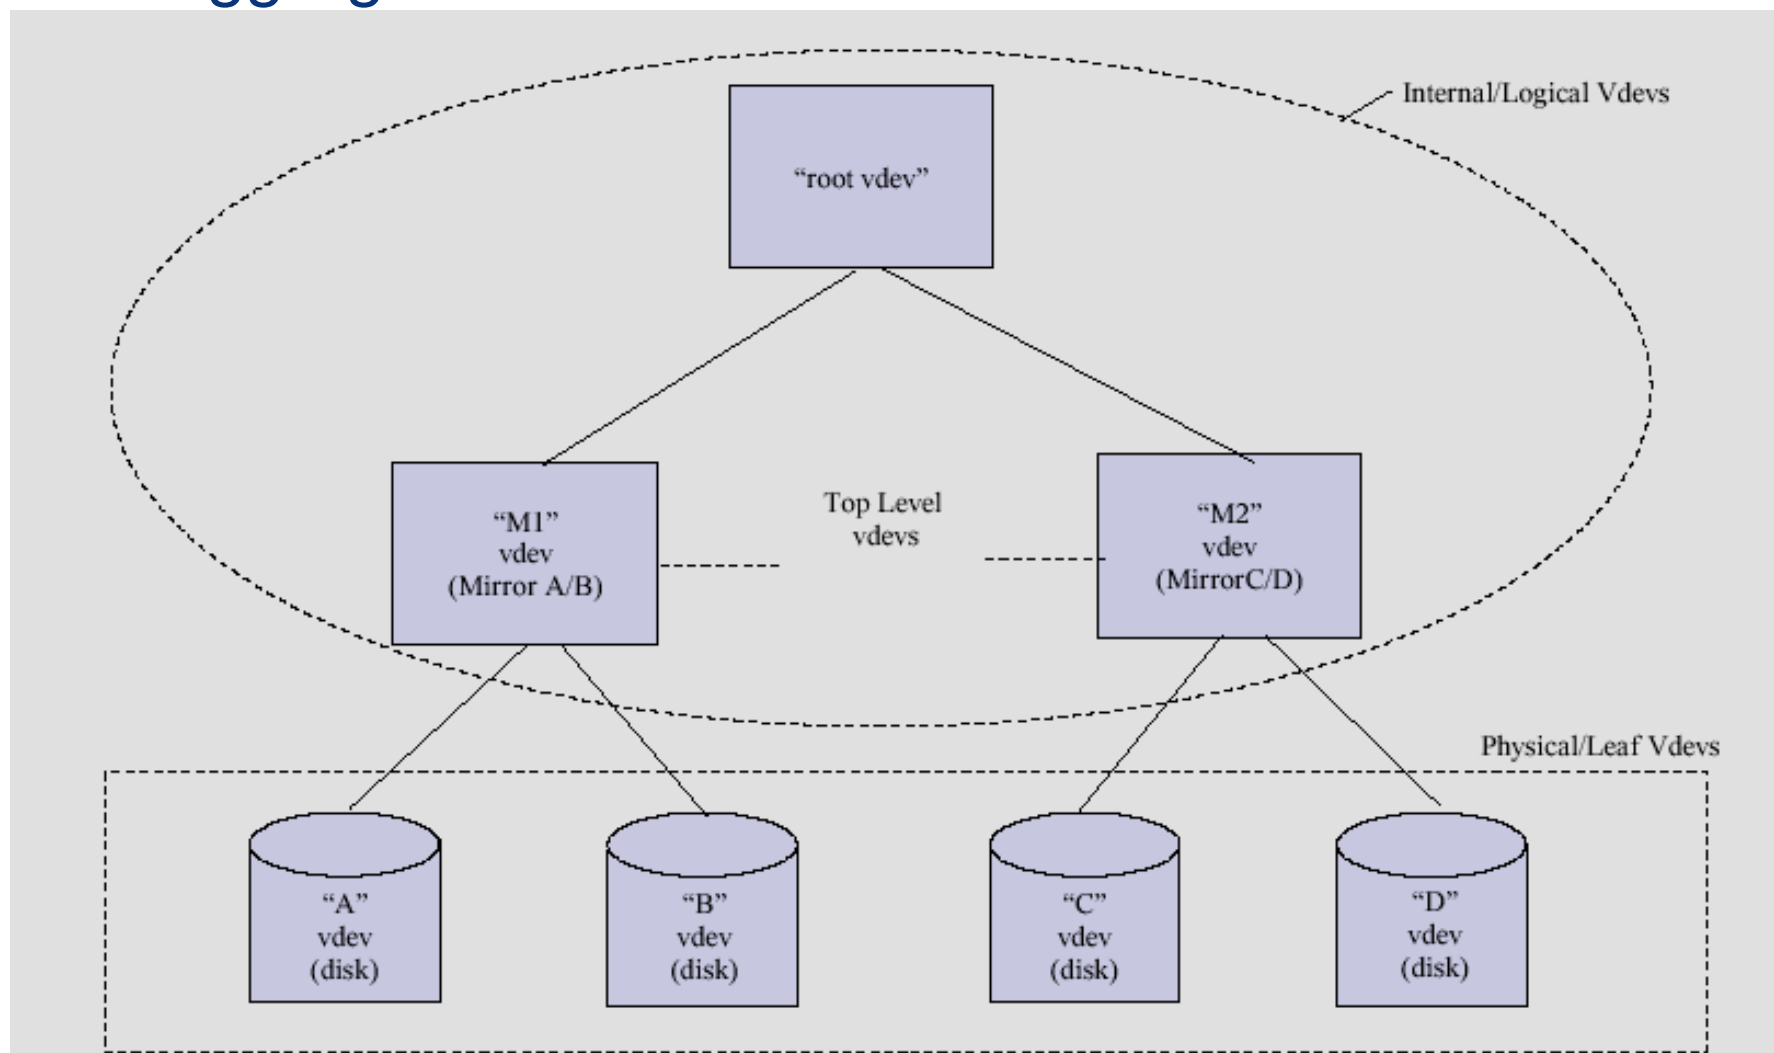 Internal/Logical Vdevs
“root vdev”
Top Level
vdevs
“M1”
vdev
(Mirror A/B)
“M2”
vdev
(MirrorC/D)
Physical/Leaf Vdevs
“A”
vdev
(disk)
“B”
vdev
(disk)
“C”
vdev
(disk)
“D”
vdev
(disk)